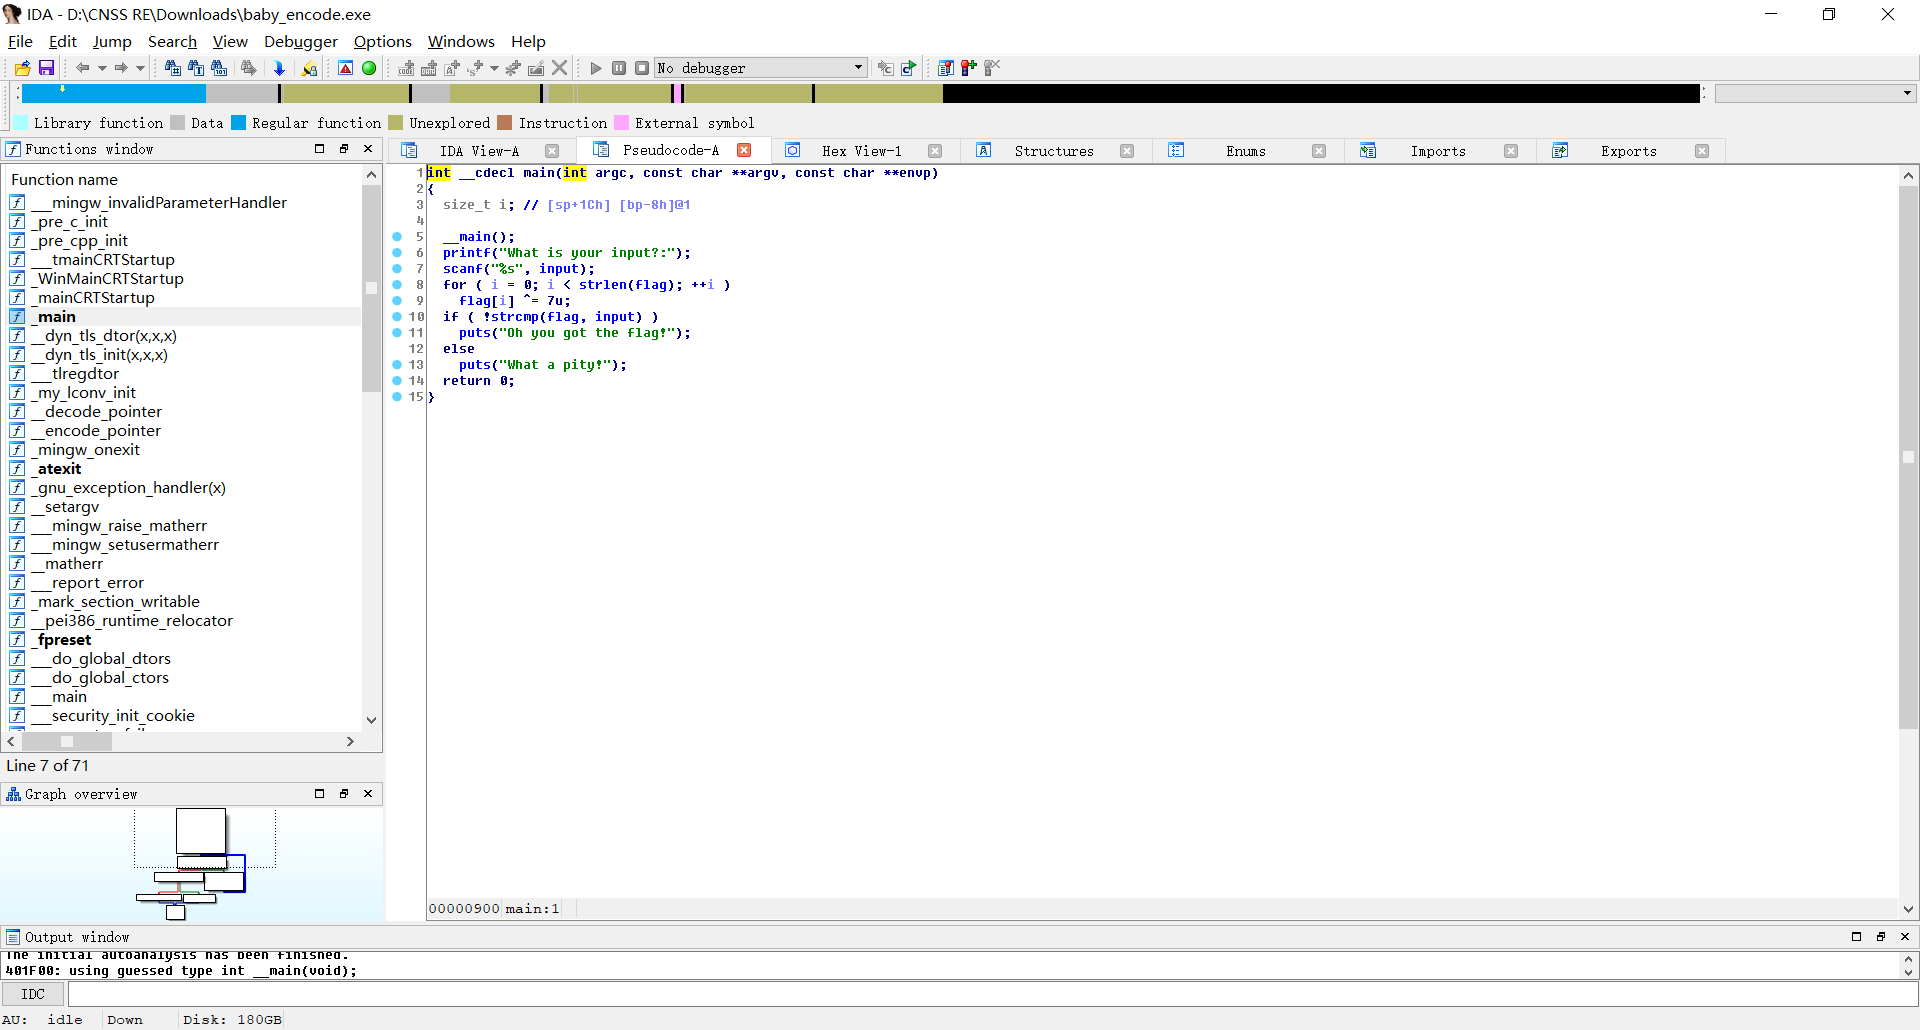 IDA - D:\CNSS RE\Downloads\baby_encode.exe
File Edit Jump Search View Debugger Options Windows Help
No debugger
Library function Data Regular function Unexplored Instruction External symbol
Functions window
Function name
___mingw_invalidParameterHandler
_pre_c_init
_pre_cpp_init
___tmainCRTStartup
_WinMainCRTStartup
_mainCRTStartup
_main
__dyn_tls_dtor(x,x,x)
__dyn_tls_init(x,x,x)
___tlregdtor
_my_lconv_init
__decode_pointer
__encode_pointer
_mingw_onexit
_atexit
_gnu_exception_handler(x)
__setargv
___mingw_raise_matherr
___mingw_setusermatherr
__matherr
___report_error
_mark_section_writable
__pei386_runtime_relocator
_fpreset
___do_global_dtors
___do_global_ctors
___main
___security_init_cookie
Line 7 of 71
Graph overview
IDA View-A Pseudocode-A Hex View-1 Structures Enums Imports Exports
1 int __cdecl main(int argc, const char **argv, const char **envp)
2 {
3 size_t i; // [sp+1Ch] [bp-8h]@1
4
5 __main();
6 printf("What is your input?:");
7 scanf("%s", input);
8 for ( i = 0; i < strlen(flag); ++i )
9 flag[i] ^= 7u;
10 if ( !strcmp(flag, input) )
11 puts("Oh you got the flag!");
12 else
13 puts("What a pity!");
14 return 0;
15 }
00000900 main:1
Output window
The initial autoanalysis has been finished.
401F00: using guessed type int __main(void);
IDC
AU: idle Down Disk: 180GB